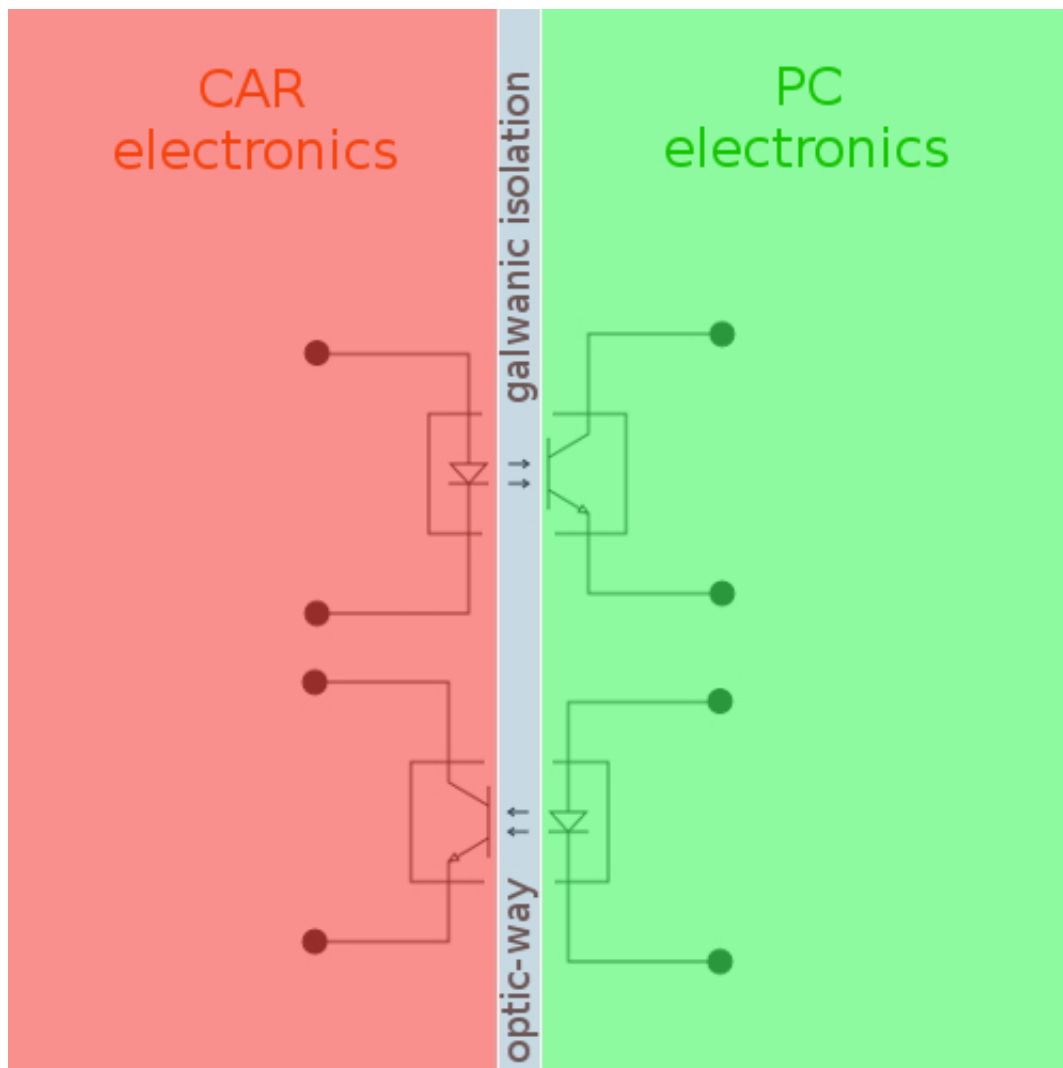 CAR
electronics
galwanic isolation
optic-way
PC
electronics